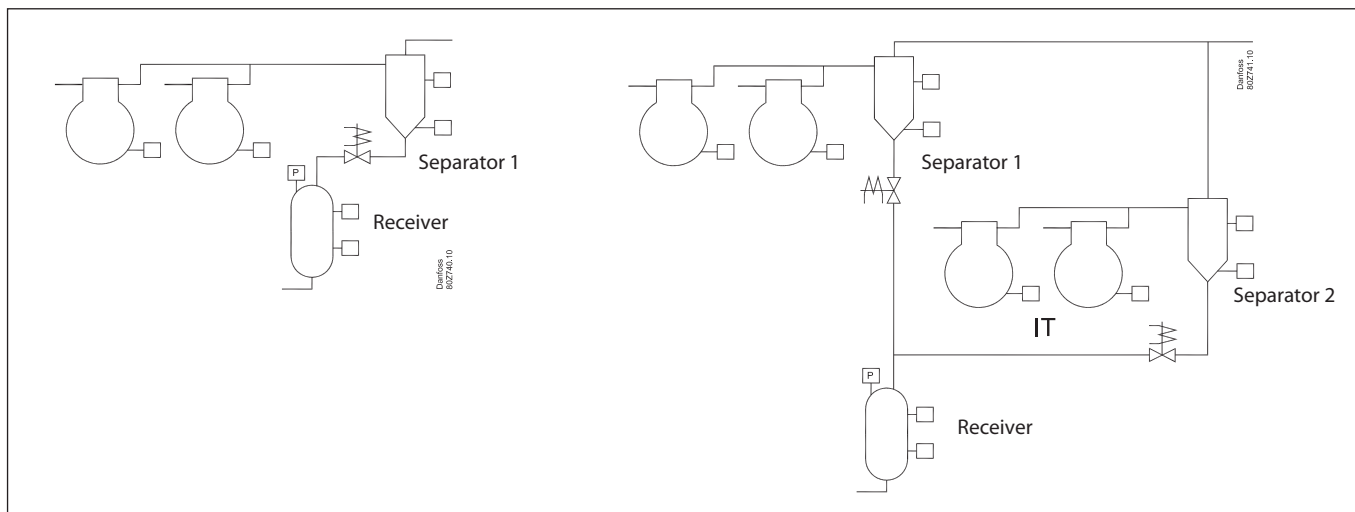 Separator 1
P
Receiver
Danfoss
80Z740.10
Danfoss
80Z741.10
Separator 1
Separator 2
IT
P
Receiver